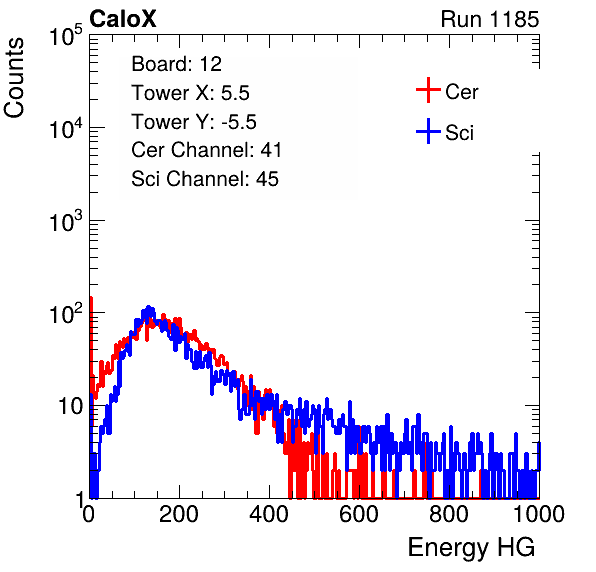 CaloX Run 1185
Board: 12
Tower X: 5.5
Tower Y: -5.5
Cer Channel: 41
Sci Channel: 45
Cer
Sci
Counts
10^5
10^4
10^3
10^2
10
1
0 200 400 600 800 1000
Energy HG